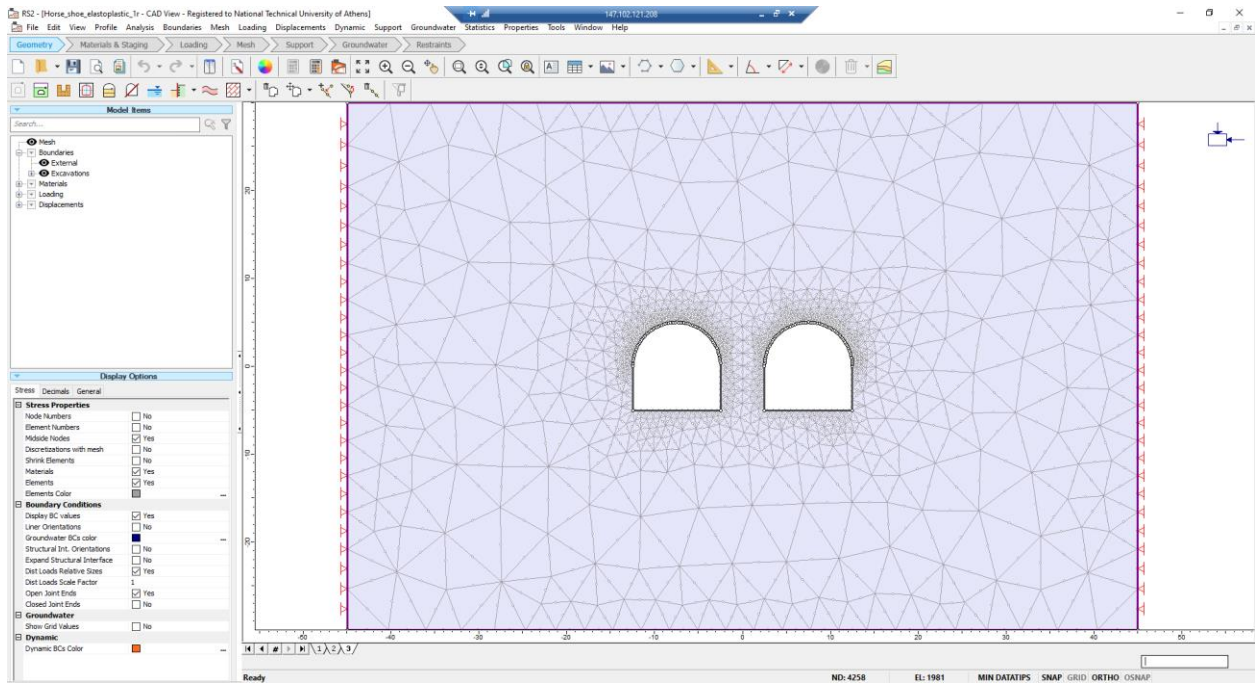 RS2 - [Horse_shoe_elastoplastic_1r - CAD View - Registered to National Technical University of Athens]
147.102.121.208
File Edit View Profile Analysis Boundaries Mesh Loading Displacements Dynamic Support Groundwater Statistics Properties Tools Window Help
Geometry Materials & Staging Loading Mesh Support Groundwater Restraints
Model Items
Search...
Mesh
Boundaries
External
Excavations
Materials
Loading
Displacements
Display Options
Stress Decimals General
Stress Properties
Node Numbers No
Element Numbers No
Midside Nodes Yes
Discretizations with mesh No
Shrink Elements No
Materials Yes
Elements Yes
Elements Color ...
Boundary Conditions
Display BC values Yes
Liner Orientations No
Groundwater BCs color ...
Structural Int. Orientations No
Expand Structural Interface No
Dist Loads Relative Sizes Yes
Dist Loads Scale Factor 1
Open Joint Ends Yes
Closed Joint Ends No
Groundwater
Show Grid Values No
Dynamic
Dynamic BCs Color ...
20
10
0
-10
-20
-50 -40 -30 -20 -10 0 10 20 30 40 50
1 2 3
Ready ND: 4258 EL: 1981 MIN DATATIPS SNAP GRID ORTHO OSNAP